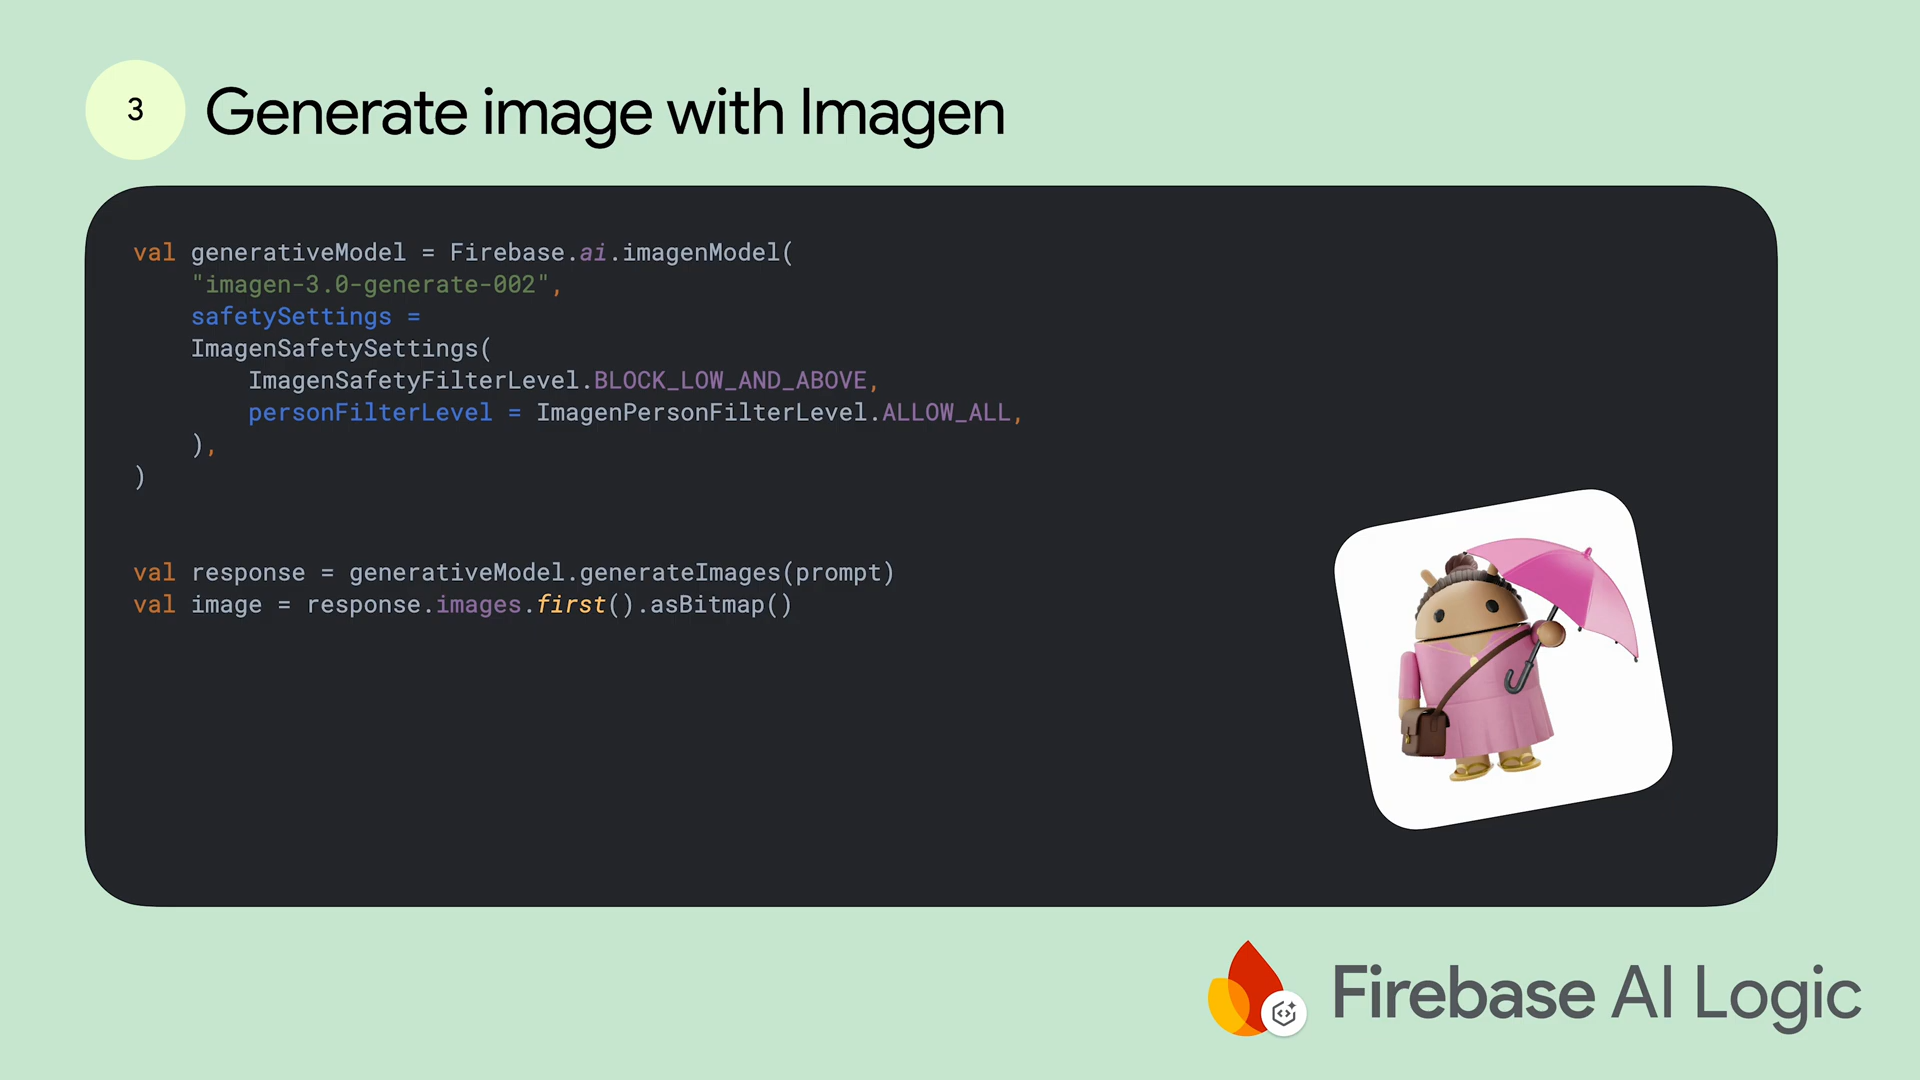 3
Generate image with Imagen
val generativeModel = Firebase.ai.imagenModel(
    "imagen-3.0-generate-002",
    safetySettings =
    ImagenSafetySettings(
        ImagenSafetyFilterLevel.BLOCK_LOW_AND_ABOVE,
        personFilterLevel = ImagenPersonFilterLevel.ALLOW_ALL,
    ),
)
val response = generativeModel.generateImages(prompt)
val image = response.images.first().asBitmap()
Firebase AI Logic